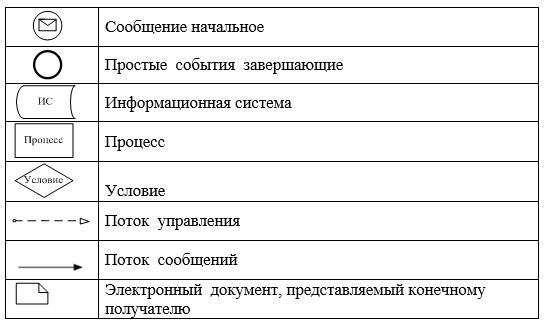 Сообщение начальное
Простые события завершающие
ИС
Информационная система
Процесс
Процесс
Условие
Условие
Поток управления
Поток сообщений
Электронный документ, представляемый конечному
получателю